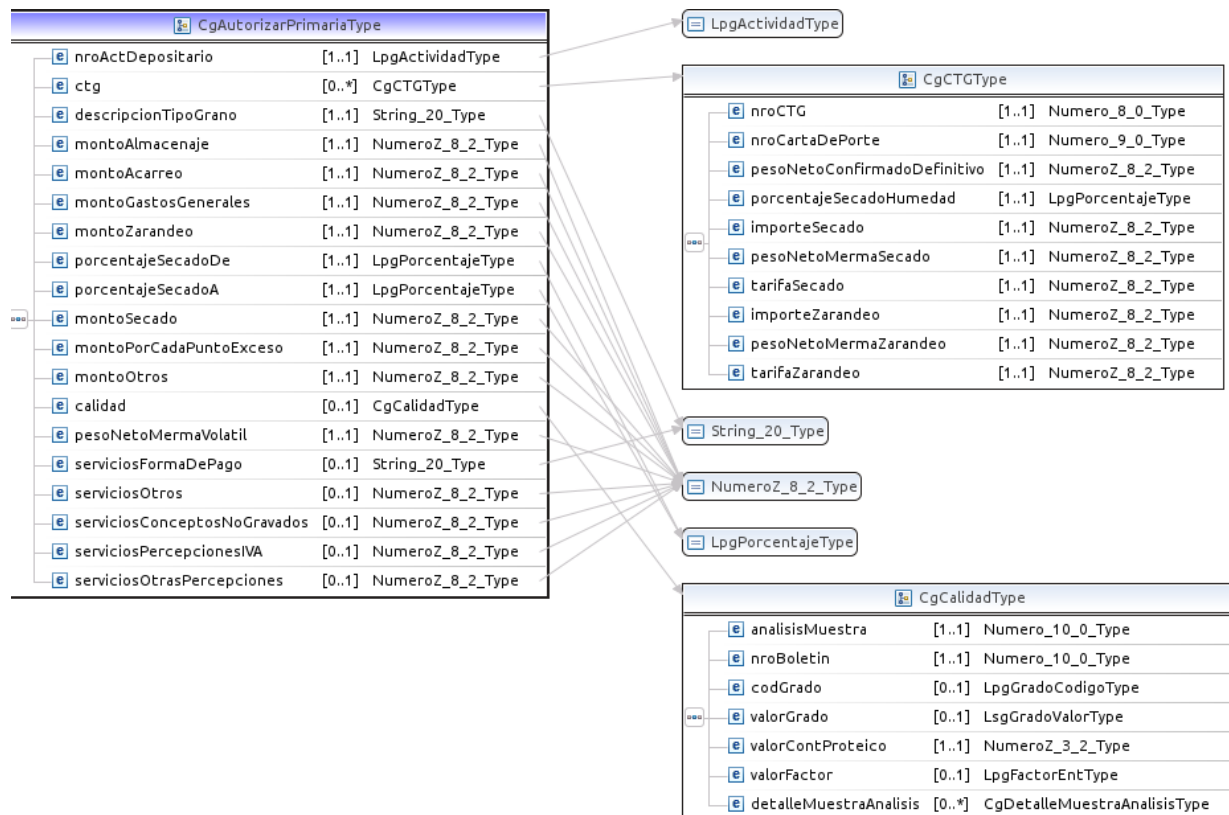 CgAutorizarPrimariaType
e nroActDepositario [1..1] LpgActividadType
e ctg [0..*] CgCTGType
e descripcionTipoGrano [1..1] String_20_Type
e montoAlmacenaje [1..1] NumeroZ_8_2_Type
e montoAcarreo [1..1] NumeroZ_8_2_Type
e montoGastosGenerales [1..1] NumeroZ_8_2_Type
e montoZarandeo [1..1] NumeroZ_8_2_Type
e porcentajeSecadoDe [1..1] LpgPorcentajeType
e porcentajeSecadoA [1..1] LpgPorcentajeType
e montoSecado [1..1] NumeroZ_8_2_Type
e montoPorCadaPuntoExceso [1..1] NumeroZ_8_2_Type
e montoOtros [1..1] NumeroZ_8_2_Type
e calidad [0..1] CgCalidadType
e pesoNetoMermaVolatil [1..1] NumeroZ_8_2_Type
e serviciosFormaDePago [0..1] String_20_Type
e serviciosOtros [0..1] NumeroZ_8_2_Type
e serviciosConceptosNoGravados [0..1] NumeroZ_8_2_Type
e serviciosPercepcionesIVA [0..1] NumeroZ_8_2_Type
e serviciosOtrasPercepciones [0..1] NumeroZ_8_2_Type
LpgActividadType
CgCTGType
e nroCTG [1..1] Numero_8_0_Type
e nroCartaDePorte [1..1] Numero_9_0_Type
e pesoNetoConfirmadoDefinitivo [1..1] NumeroZ_8_2_Type
e porcentajeSecadoHumedad [1..1] LpgPorcentajeType
e importeSecado [1..1] NumeroZ_8_2_Type
e pesoNetoMermaSecado [1..1] NumeroZ_8_2_Type
e tarifaSecado [1..1] NumeroZ_8_2_Type
e importeZarandeo [1..1] NumeroZ_8_2_Type
e pesoNetoMermaZarandeo [1..1] NumeroZ_8_2_Type
e tarifaZarandeo [1..1] NumeroZ_8_2_Type
String_20_Type
NumeroZ_8_2_Type
LpgPorcentajeType
CgCalidadType
e analisisMuestra [1..1] Numero_10_0_Type
e nroBoletin [1..1] Numero_10_0_Type
e codGrado [0..1] LpgGradoCodigoType
e valorGrado [0..1] LsgGradoValorType
e valorContProteico [1..1] NumeroZ_3_2_Type
e valorFactor [0..1] LpgFactorEntType
e detalleMuestraAnalisis [0..*] CgDetalleMuestraAnalisisType